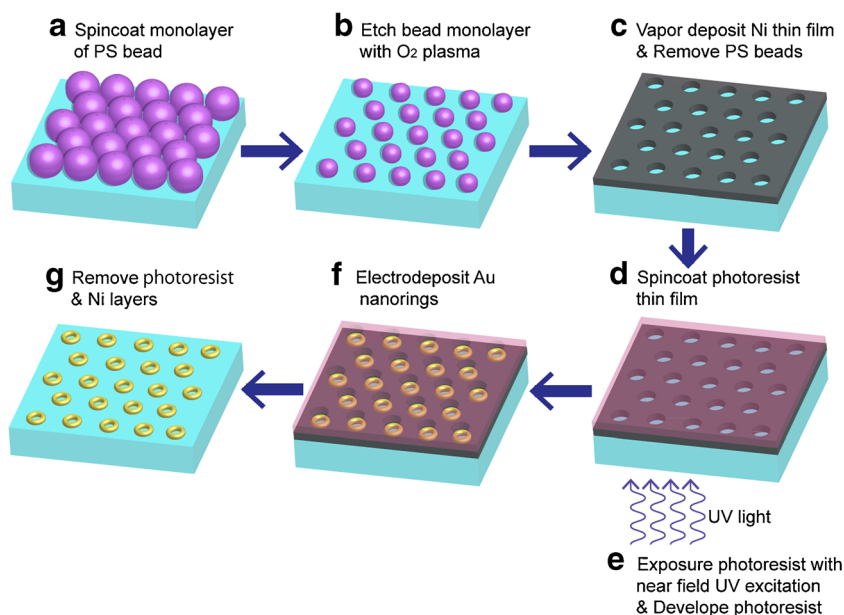 a Spincoat monolayer
of PS bead
b Etch bead monolayer
with O₂ plasma
c Vapor deposit Ni thin film
& Remove PS beads
g Remove photoresist
& Ni layers
f Electrodeposit Au
nanorings
d Spincoat photoresist
thin film
UV light
e Exposure photoresist with
near field UV excitation
& Develope photoresist